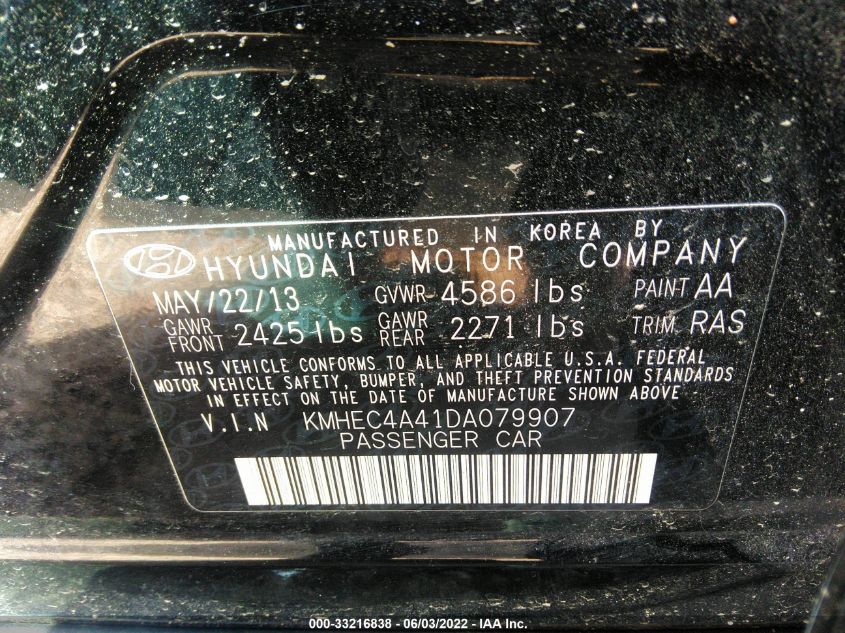 MANUFACTURED IN KOREA BY
HYUNDAI MOTOR COMPANY
MAY/22/13 GVWR 4586 lbs PAINT AA
GAWR FRONT 2425 lbs GAWR REAR 2271 lbs TRIM RAS
THIS VEHICLE CONFORMS TO ALL APPLICABLE U.S.A. FEDERAL
MOTOR VEHICLE SAFETY, BUMPER, AND THEFT PREVENTION STANDARDS
IN EFFECT ON THE DATE OF MANUFACTURE SHOWN ABOVE
V.I.N KMHEC4A41DA079907
PASSENGER CAR
000-33216838 - 06/03/2022 - IAA Inc.